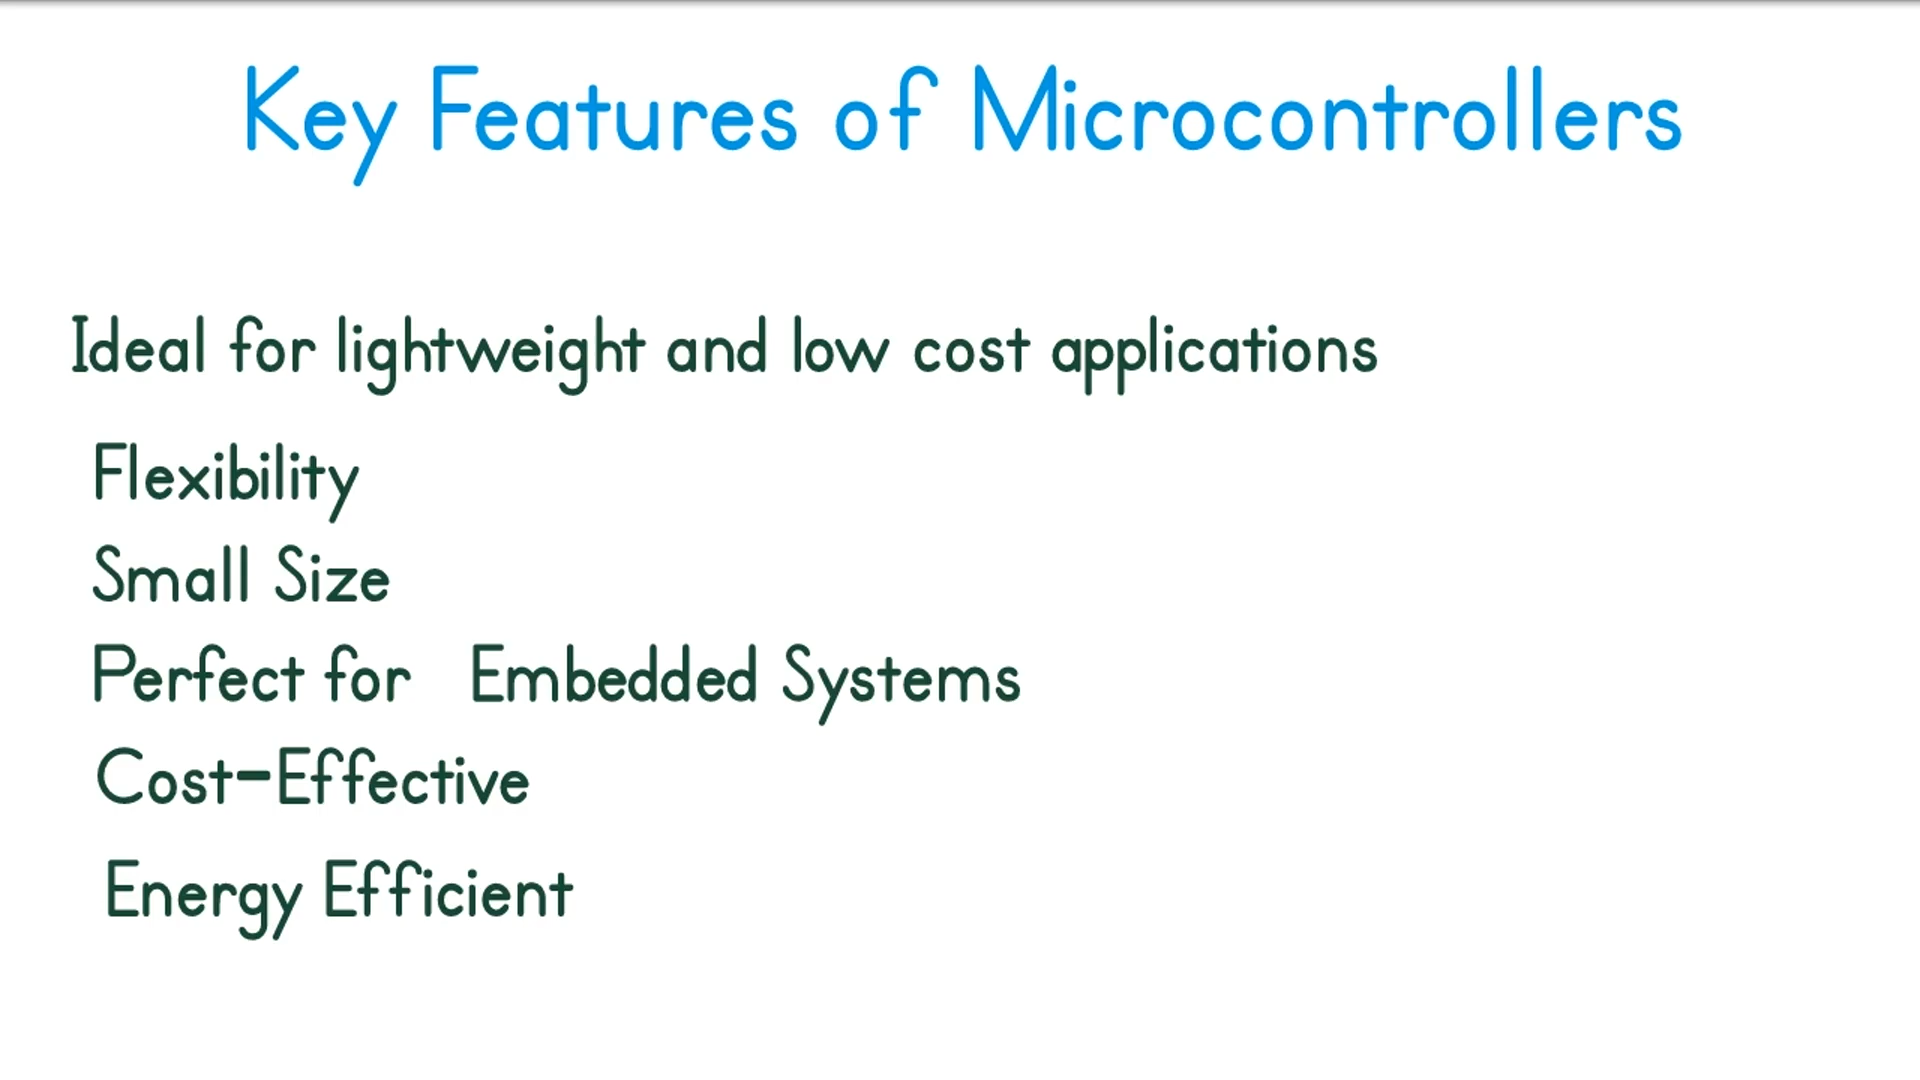 Key Features of Microcontrollers
Ideal for lightweight and low cost applications
Flexibility
Small Size
Perfect for Embedded Systems
Cost-Effective
Energy Efficient